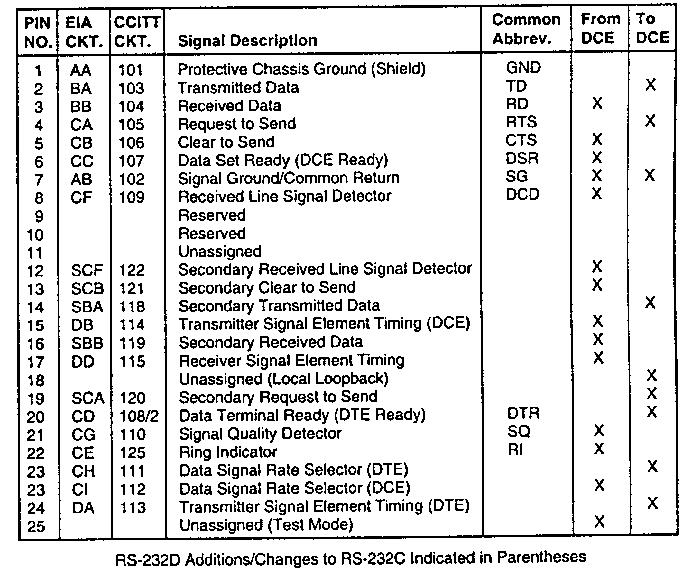 PIN EIA CCITT Common From To
NO. CKT. CKT. Signal Description Abbrev. DCE DCE
1 AA 101 Protective Chassis Ground (Shield) GND
2 BA 103 Transmitted Data TD X
3 BB 104 Received Data RD X
4 CA 105 Request to Send RTS X
5 CB 106 Clear to Send CTS X
6 CC 107 Data Set Ready (DCE Ready) DSR X
7 AB 102 Signal Ground/Common Return SG X X
8 CF 109 Received Line Signal Detector DCD X
9 Reserved
10 Reserved
11 Unassigned
12 SCF 122 Secondary Received Line Signal Detector X
13 SCB 121 Secondary Clear to Send X
14 SBA 118 Secondary Transmitted Data X
15 DB 114 Transmitter Signal Element Timing (DCE) X
16 SBB 119 Secondary Received Data X
17 DD 115 Receiver Signal Element Timing X
18 Unassigned (Local Loopback) X
19 SCA 120 Secondary Request to Send X
20 CD 108/2 Data Terminal Ready (DTE Ready) DTR X
21 CG 110 Signal Quality Detector SQ X
22 CE 125 Ring Indicator RI X
23 CH 111 Data Signal Rate Selector (DTE) X
23 CI 112 Data Signal Rate Selector (DCE) X
24 DA 113 Transmitter Signal Element Timing (DTE) X
25 Unassigned (Test Mode) X
RS-232D Additions/Changes to RS-232C Indicated in Parentheses